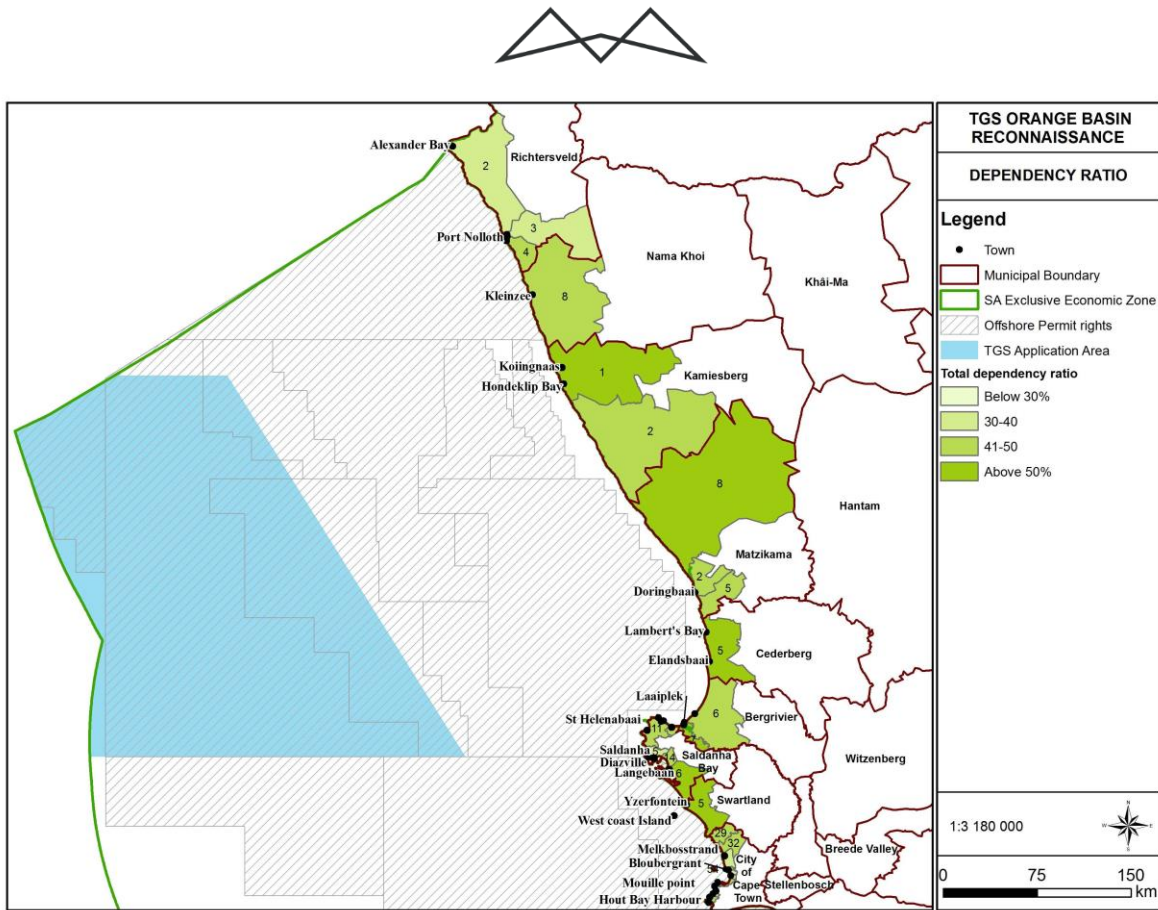 Alexander Bay
Richtersveld
2
3
Port Nolloth
4
Nama Khoi
Khâi-Ma
Kleinzee
8
Koiingnaas
1
Kamiesberg
Hondeklip Bay
2
8
Hantam
Matzikama
2
5
Doringbaai
Lambert's Bay
5
Cederberg
Elandsbaai
Laaiplek
6
Bergrivier
St Helenabaai
11
Witzenberg
Saldanha
5
14
Saldanha
Bay
Diazville
Langebaan
6
Yzerfontein
5
Swartland
West coast Island
29
32
Melkbosstrand
Breede Valley
Bloubergrant
City
of
Cape
Town
Stellenbosch
Mouille point
Hout Bay Harbour
TGS ORANGE BASIN
RECONNAISSANCE
DEPENDENCY RATIO
Legend
Town
Municipal Boundary
SA Exclusive Economic Zone
Offshore Permit rights
TGS Application Area
Total dependency ratio
Below 30%
30-40
41-50
Above 50%
1:3 180 000
N
W E
S
0 75 150
km